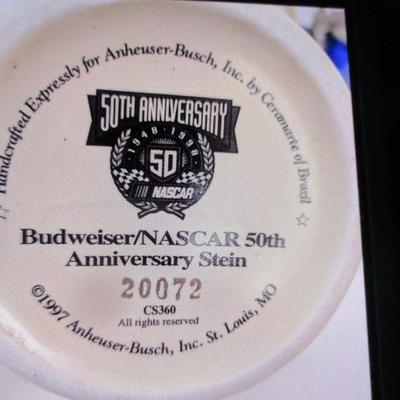 Handcrafted Expressly for Anheuser-Busch, Inc. by Ceramarte of Brazil
50TH ANNIVERSARY
1948 - 1998
50
NASCAR
Budweiser/NASCAR 50th
Anniversary Stein
20072
CS360
All rights reserved
©1997 Anheuser-Busch, Inc. St. Louis, MO